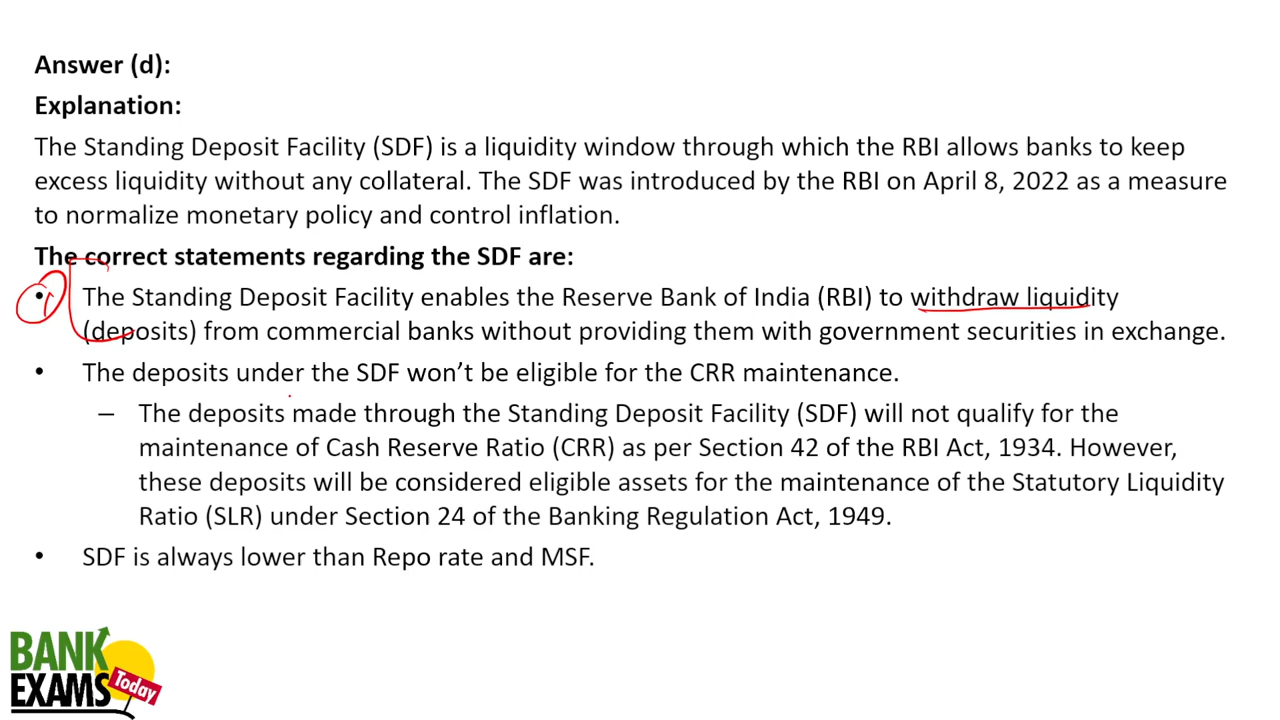 Answer (d):
Explanation:
The Standing Deposit Facility (SDF) is a liquidity window through which the RBI allows banks to keep
excess liquidity without any collateral. The SDF was introduced by the RBI on April 8, 2022 as a measure
to normalize monetary policy and control inflation.
The correct statements regarding the SDF are:
• The Standing Deposit Facility enables the Reserve Bank of India (RBI) to withdraw liquidity
(deposits) from commercial banks without providing them with government securities in exchange.
• The deposits under the SDF won’t be eligible for the CRR maintenance.
– The deposits made through the Standing Deposit Facility (SDF) will not qualify for the
maintenance of Cash Reserve Ratio (CRR) as per Section 42 of the RBI Act, 1934. However,
these deposits will be considered eligible assets for the maintenance of the Statutory Liquidity
Ratio (SLR) under Section 24 of the Banking Regulation Act, 1949.
• SDF is always lower than Repo rate and MSF.
BANK
EXAMS
Today